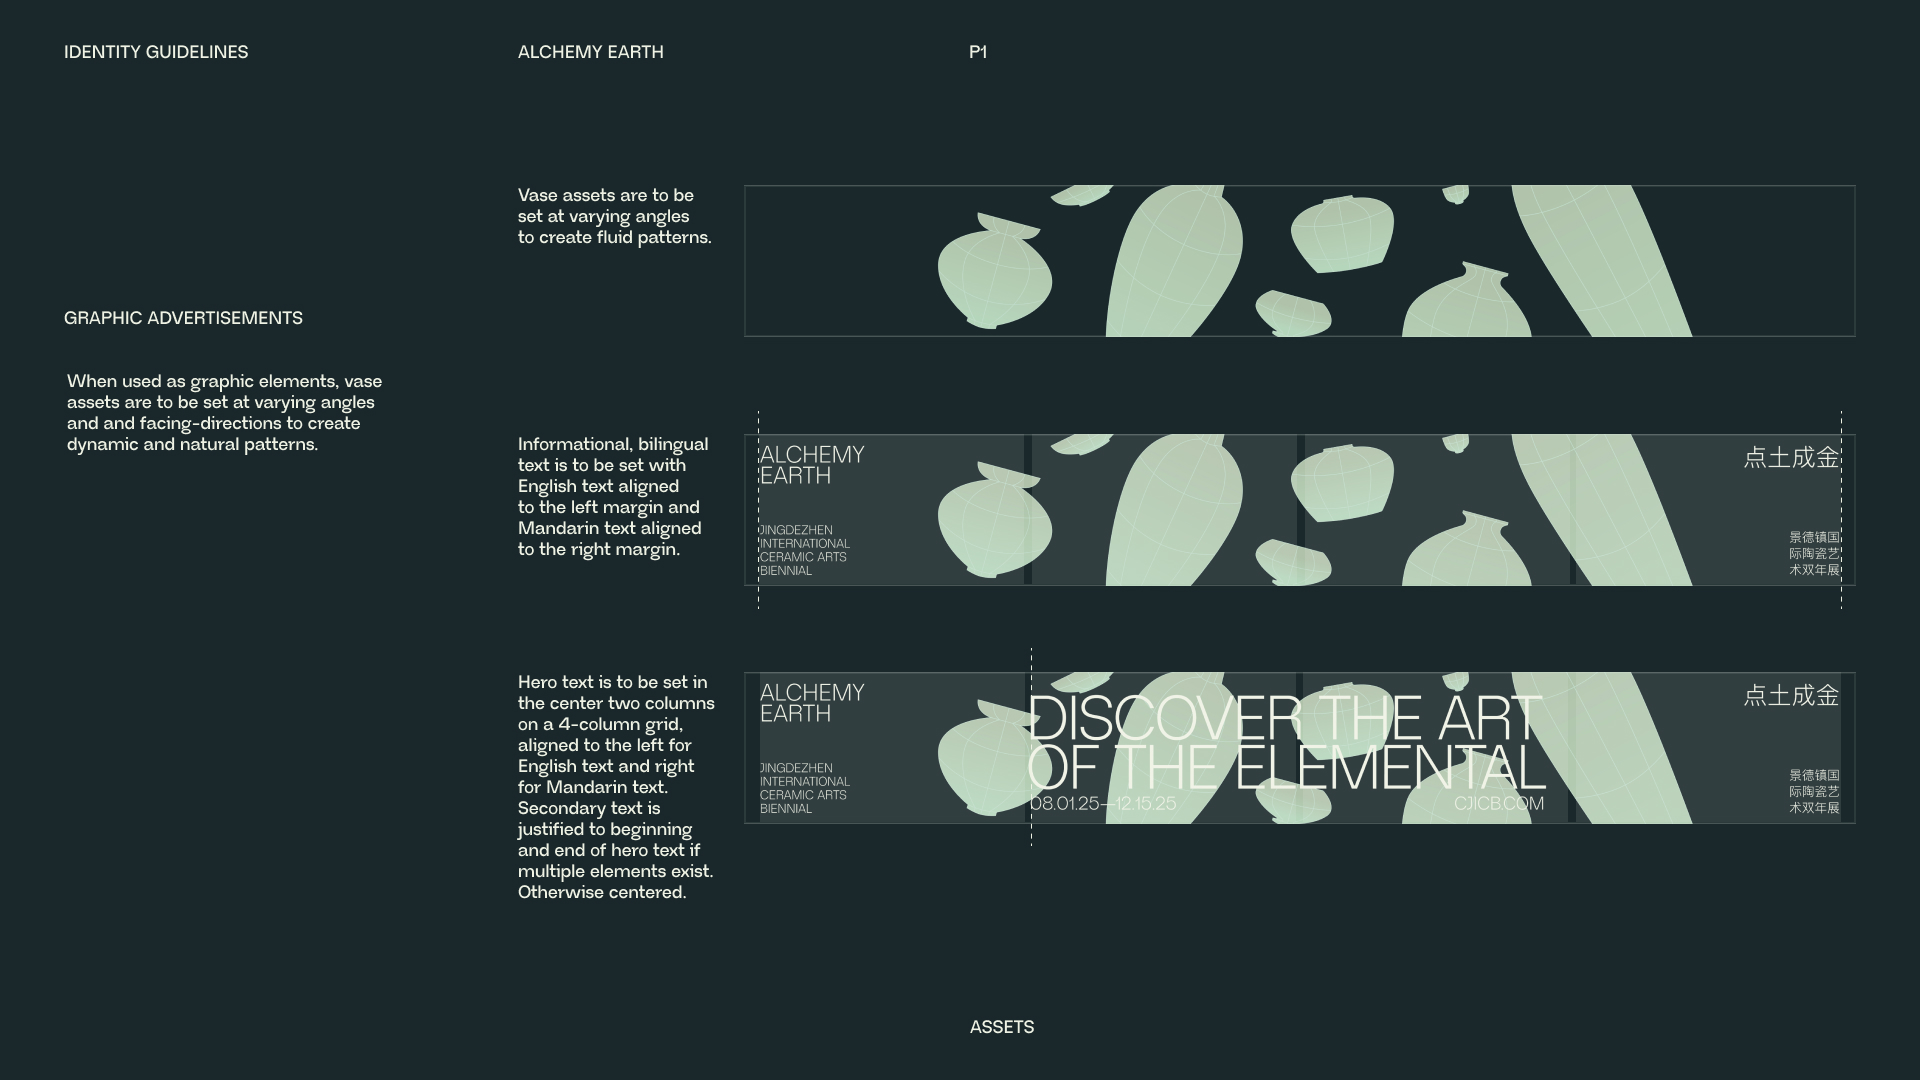 IDENTITY GUIDELINES
ALCHEMY EARTH
P1
GRAPHIC ADVERTISEMENTS
When used as graphic elements, vase
assets are to be set at varying angles
and and facing-directions to create
dynamic and natural patterns.
Vase assets are to be
set at varying angles
to create fluid patterns.
Informational, bilingual
text is to be set with
English text aligned
to the left margin and
Mandarin text aligned
to the right margin.
ALCHEMY
EARTH
JINGDEZHEN
INTERNATIONAL
CERAMIC ARTS
BIENNIAL
点土成金
景德镇国
际陶瓷艺
术双年展
Hero text is to be set in
the center two columns
on a 4-column grid,
aligned to the left for
English text and right
for Mandarin text.
Secondary text is
justified to beginning
and end of hero text if
multiple elements exist.
Otherwise centered.
ALCHEMY
EARTH
JINGDEZHEN
INTERNATIONAL
CERAMIC ARTS
BIENNIAL
DISCOVER THE ART
OF THE ELEMENTAL
08.01.25—12.15.25
CJICB.COM
点土成金
景德镇国
际陶瓷艺
术双年展
ASSETS